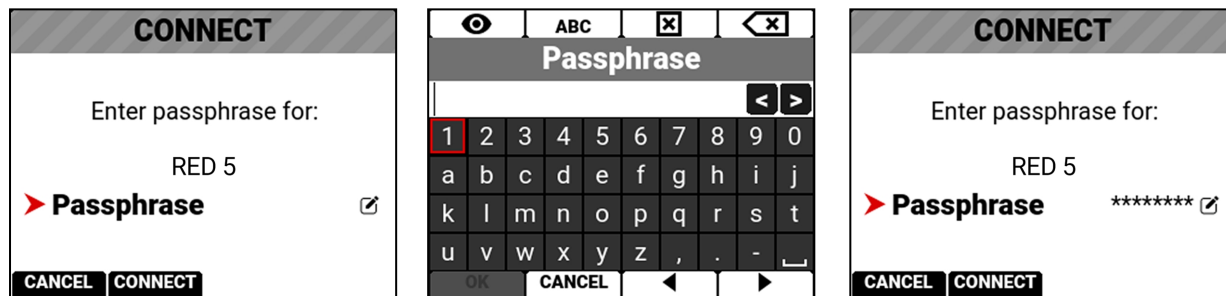 CONNECT
Enter passphrase for:
RED 5
Passphrase
CANCEL CONNECT
ABC
Passphrase
< >
1 2 3 4 5 6 7 8 9 0
a b c d e f g h i j
k l m n o p q r s t
u v w x y z , . -
OK CANCEL
CONNECT
Enter passphrase for:
RED 5
Passphrase ********
CANCEL CONNECT